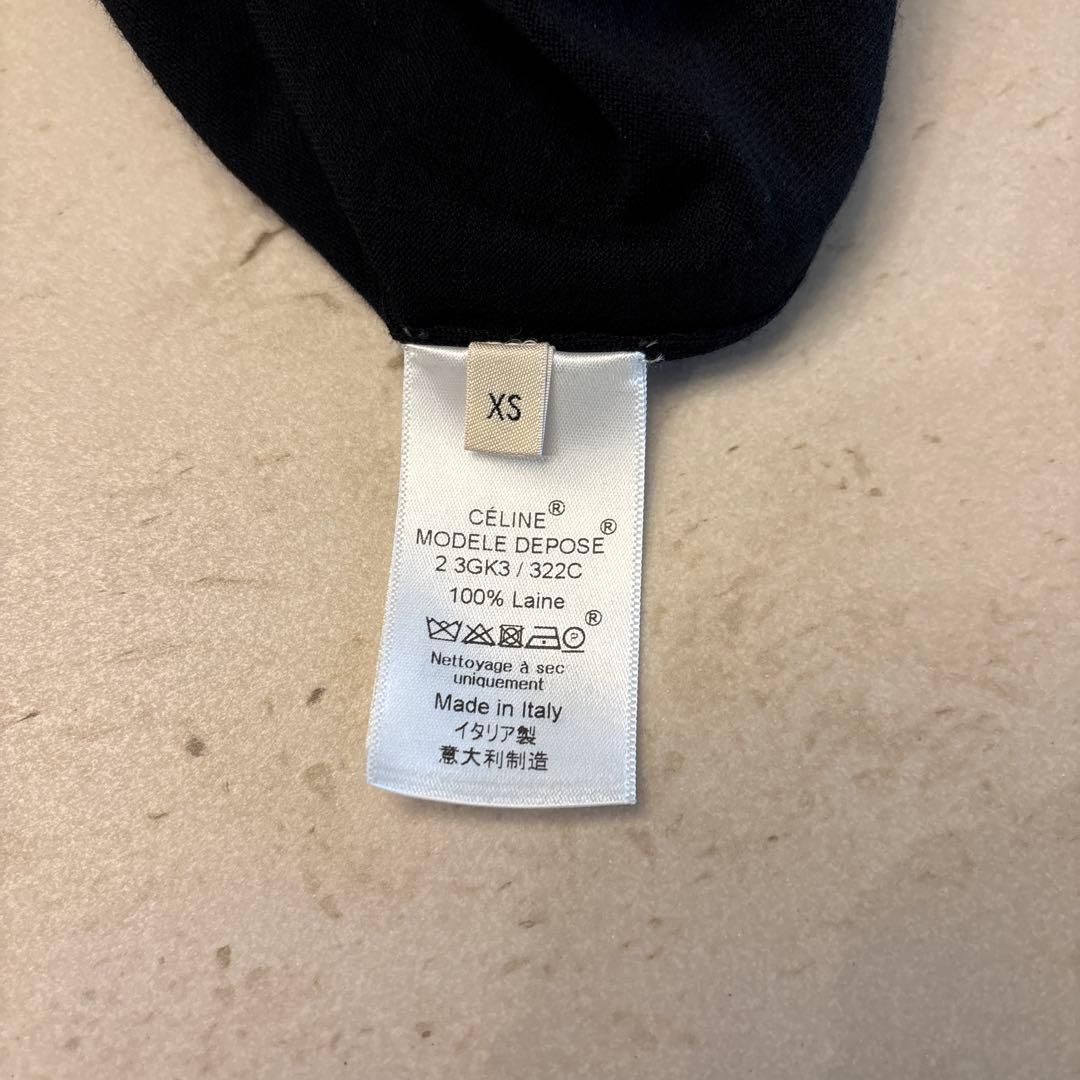 XS
CÉLINE®
MODELE DEPOSE®
2 3GK3 / 322C
100% Laine
P ®
Nettoyage à sec
uniquement
Made in Italy
イタリア製
意大利制造